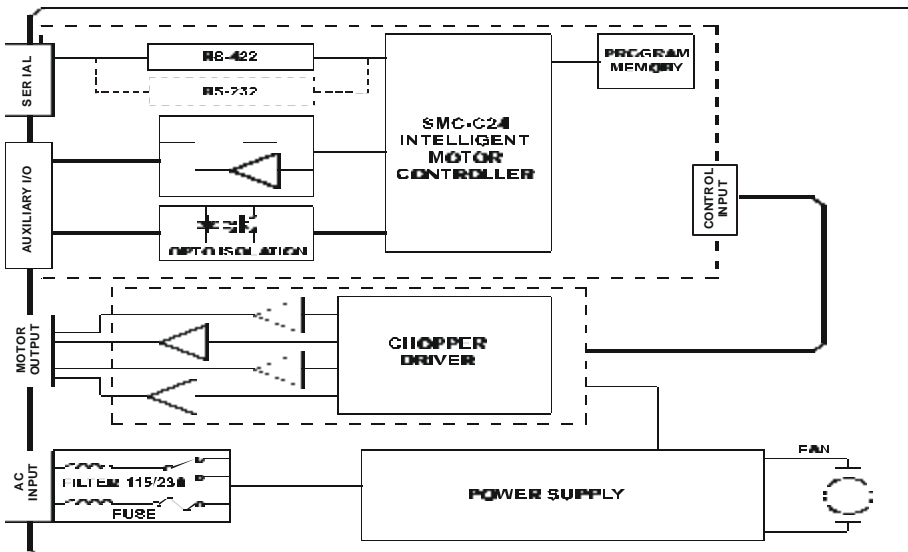 SERIAL
RS-422
RS-232
PROGRAM
MEMORY
SMC-C24
INTELLIGENT
MOTOR
CONTROLLER
AUXILIARY I/O
OPTO ISOLATION
CONTROL
INPUT
MOTOR
OUTPUT
CHOPPER
DRIVER
AC
INPUT
FILTER 115/230
FUSE
POWER SUPPLY
FAN